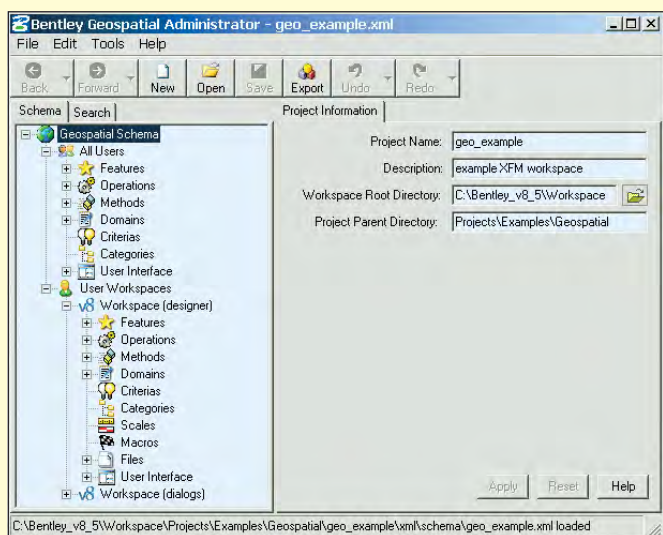 Bentley Geospatial Administrator - geo_example.xml
File Edit Tools Help
Back Forward New Open Save Export Undo Redo
Schema Search
Project Information
Geospatial Schema
All Users
Features
Operations
Methods
Domains
Criterias
Categories
User Interface
User Workspaces
V8 Workspace (designer)
Features
Operations
Methods
Domains
Criterias
Categories
Scales
Macros
Files
User Interface
V8 Workspace (dialogs)
Project Name: geo_example
Description: example XFM workspace
Workspace Root Directory: C:\Bentley_v8_5\Workspace
Project Parent Directory: Projects\Examples\Geospatial
Apply Reset Help
C:\Bentley_v8_5\Workspace\Projects\Examples\Geospatial\geo_example\xml\schema\geo_example.xml loaded